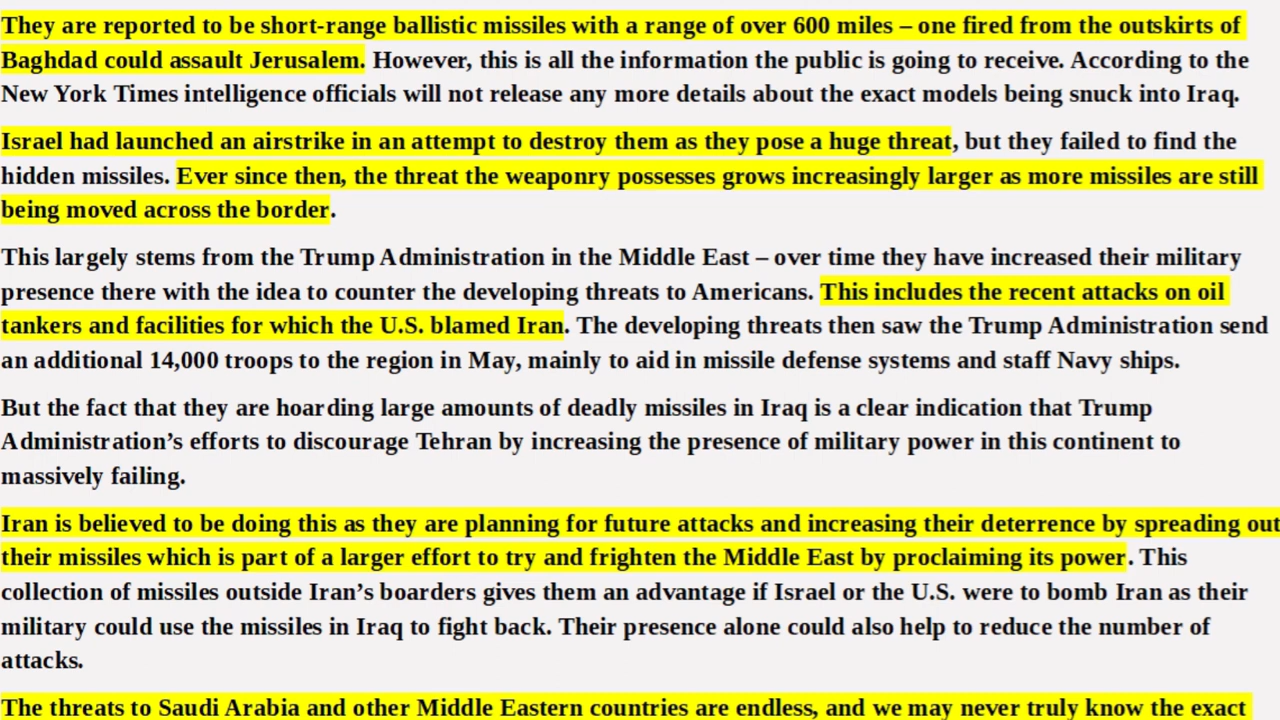 They are reported to be short-range ballistic missiles with a range of over 600 miles – one fired from the outskirts of
Baghdad could assault Jerusalem. However, this is all the information the public is going to receive. According to the
New York Times intelligence officials will not release any more details about the exact models being snuck into Iraq.
Israel had launched an airstrike in an attempt to destroy them as they pose a huge threat, but they failed to find the
hidden missiles. Ever since then, the threat the weaponry possesses grows increasingly larger as more missiles are still
being moved across the border.
This largely stems from the Trump Administration in the Middle East – over time they have increased their military
presence there with the idea to counter the developing threats to Americans. This includes the recent attacks on oil
tankers and facilities for which the U.S. blamed Iran. The developing threats then saw the Trump Administration send
an additional 14,000 troops to the region in May, mainly to aid in missile defense systems and staff Navy ships.
But the fact that they are hoarding large amounts of deadly missiles in Iraq is a clear indication that Trump
Administration’s efforts to discourage Tehran by increasing the presence of military power in this continent to
massively failing.
Iran is believed to be doing this as they are planning for future attacks and increasing their deterrence by spreading out
their missiles which is part of a larger effort to try and frighten the Middle East by proclaiming its power. This
collection of missiles outside Iran’s boarders gives them an advantage if Israel or the U.S. were to bomb Iran as their
military could use the missiles in Iraq to fight back. Their presence alone could also help to reduce the number of
attacks.
The threats to Saudi Arabia and other Middle Eastern countries are endless, and we may never truly know the exact